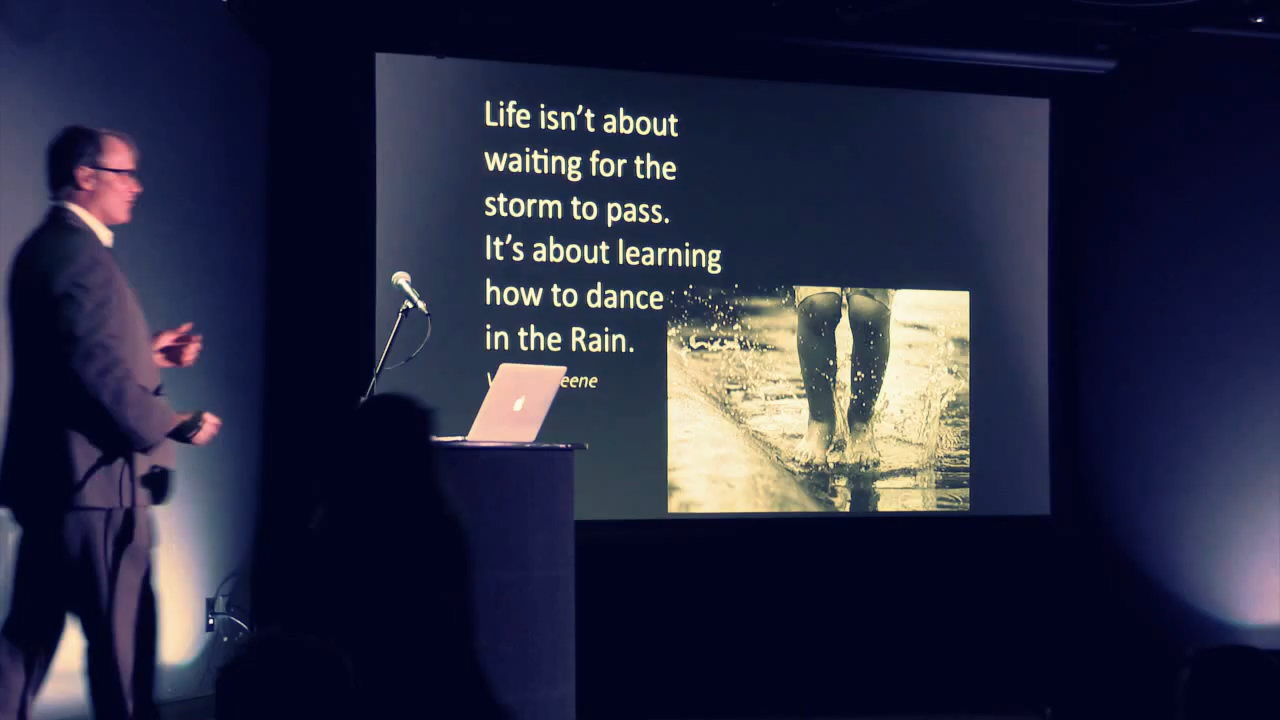 Life isn't about
waiting for the
storm to pass.
It's about learning
how to dance
in the Rain.